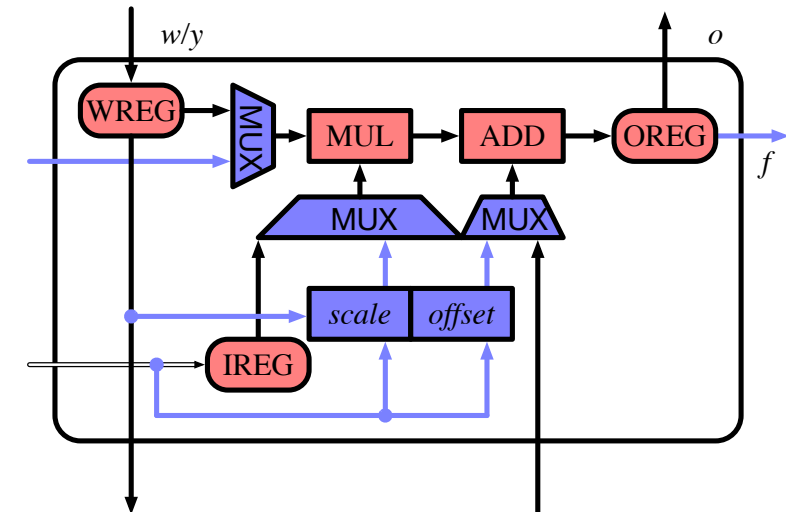 w/y
o
WREG
MUX
MUL
ADD
OREG
f
MUX
MUX
scale
offset
IREG